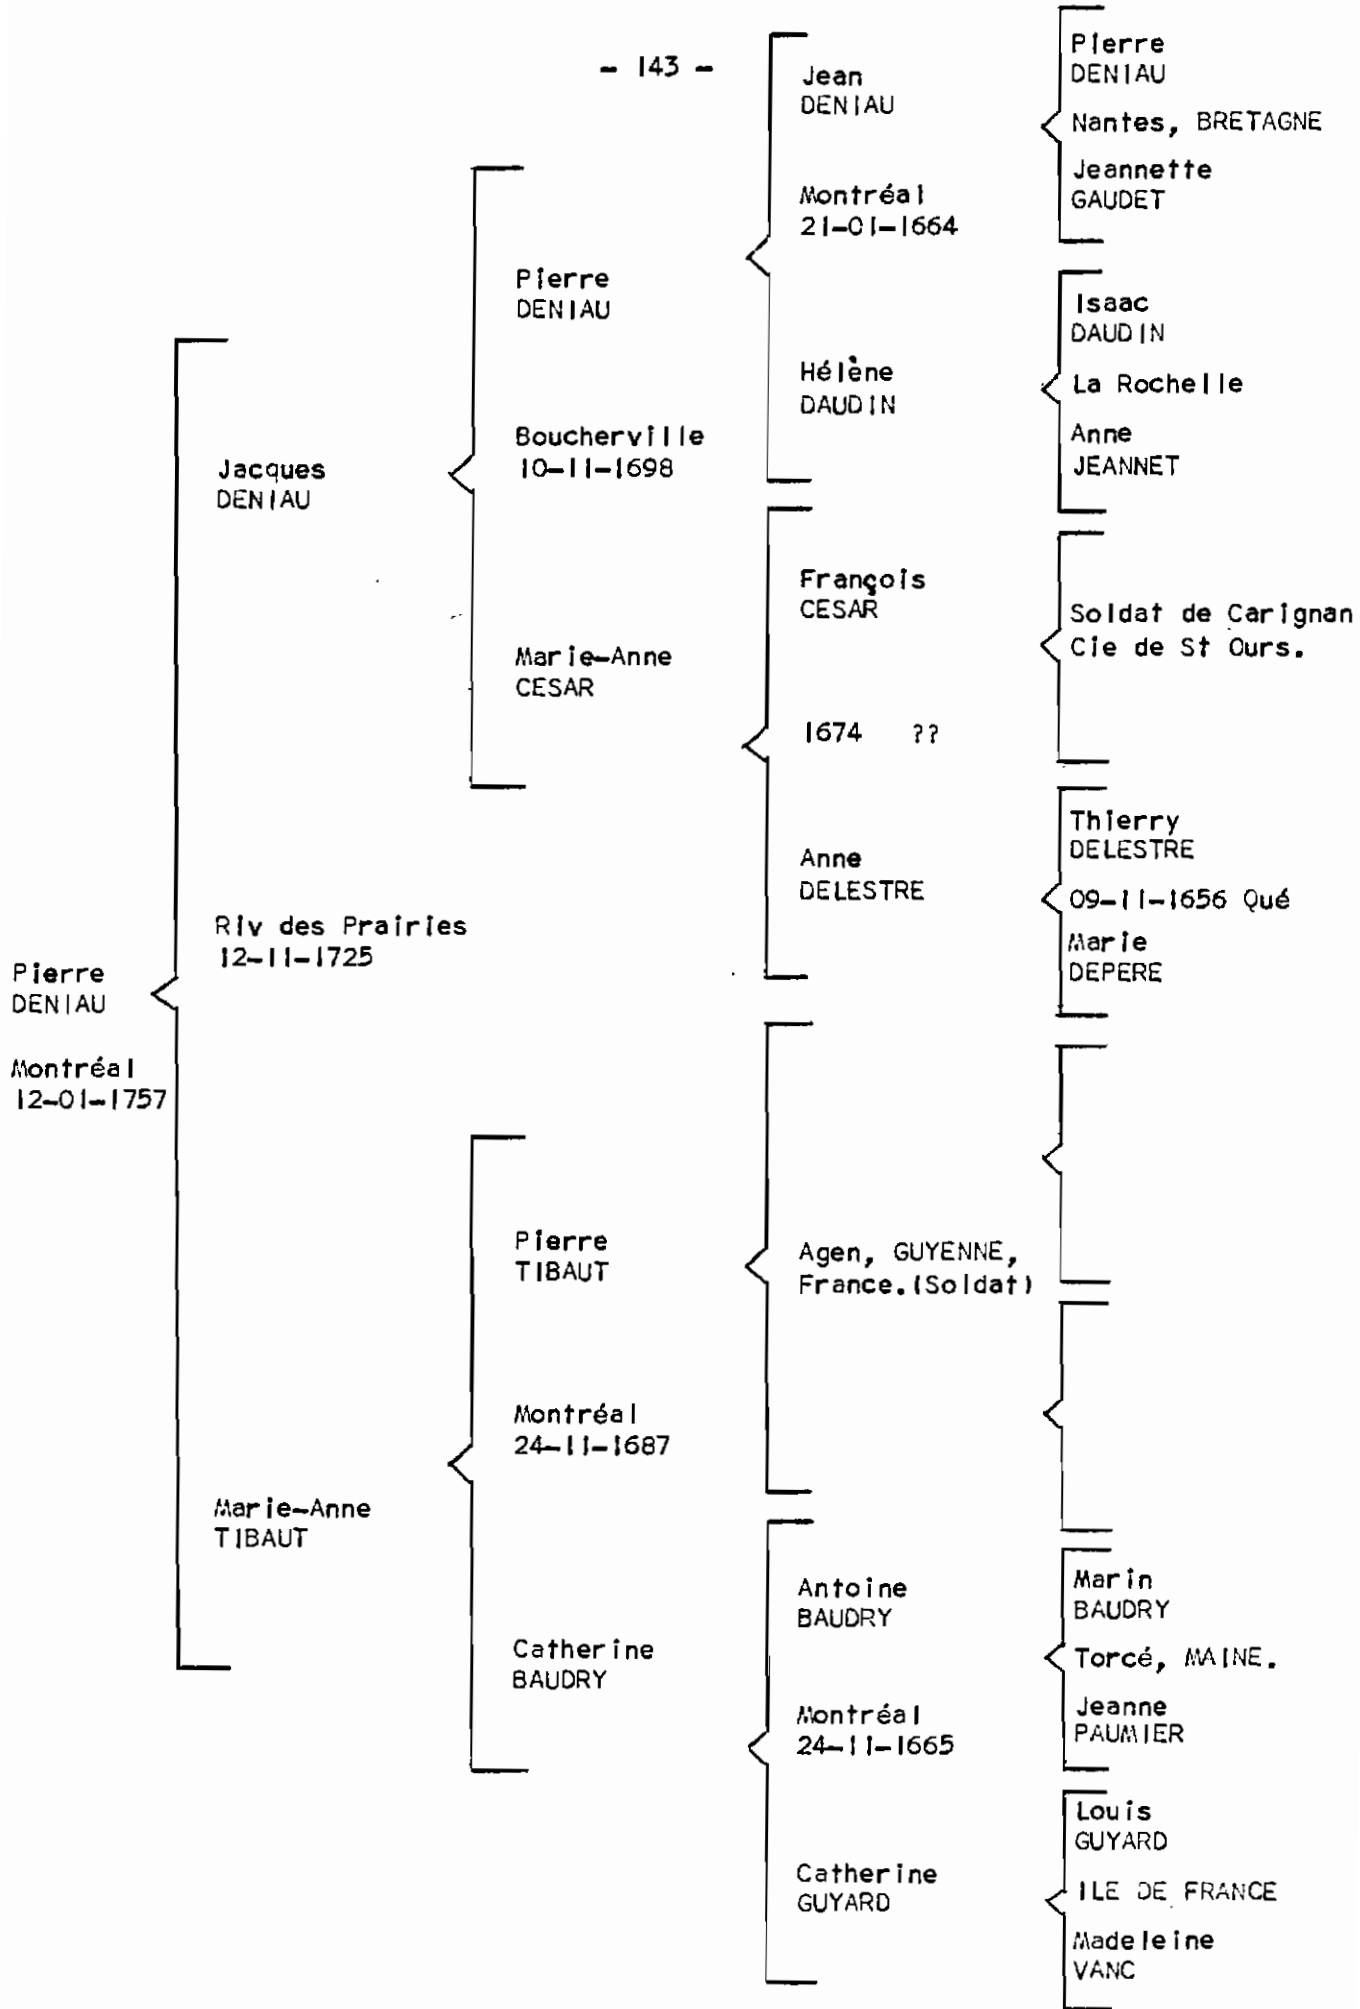 - 143 -
Pierre
DENIAU
Montréal
12-01-1757
Jacques
DENIAU
Riv des Prairies
12-11-1725
Marie-Anne
TIBAUT
Pierre
DENIAU
Boucherville
10-11-1698
Marie-Anne
CESAR
Pierre
TIBAUT
Montréal
24-11-1687
Catherine
BAUDRY
Jean
DENIAU
Montréal
21-01-1664
Hélène
DAUDIN
François
CESAR
1674 ??
Anne
DELESTRE
Agen, GUYENNE,
France.(Soldat)
Antoine
BAUDRY
Montréal
24-11-1665
Catherine
GUYARD
Pierre
DENIAU
Nantes, BRETAGNE
Jeannette
GAUDET
Isaac
DAUDIN
La Rochelle
Anne
JEANNET
Soldat de Carignan
Cie de St Ours.
Thierry
DELESTRE
09-11-1656 Qué
Marie
DEPERE
Marin
BAUDRY
Torcé, MAINE.
Jeanne
PAUMIER
Louis
GUYARD
ILE DE FRANCE
Madeleine
VANC